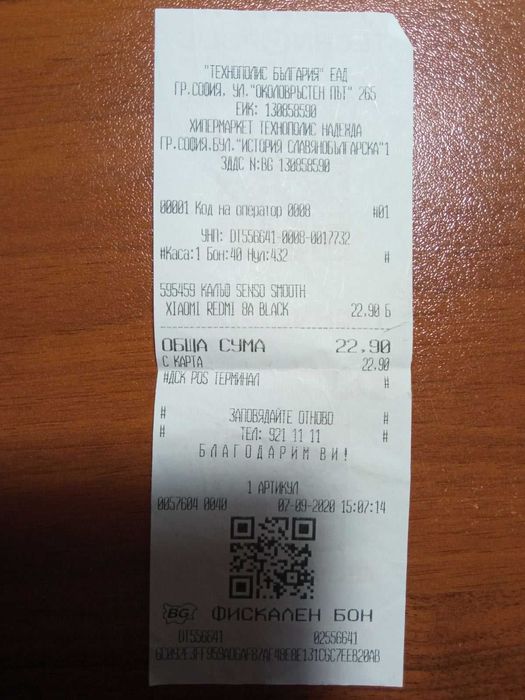 "ТЕХНОПОЛИС БЪЛГАРИЯ" ЕАД
ГР.СОФИЯ, УЛ."ОКОЛОВРЪСТЕН ПЪТ" 265
ЕИК: 130858590
ХИПЕРМАРКЕТ ТЕХНОПОЛИС НАДЕЖДА
ГР.СОФИЯ.БУЛ."ИСТОРИЯ СЛАВЯНОБЪЛГАРСКА"1
ЗДДС N:BG 130858590
00001 Код на оператор 0008 #01
УНП: DT556641-0008-0017732
#Каса:1 Бон:40 Нул:432 #
595459 КАЛЪФ SENSO SMOOTH
XIAOMI REDMI 8A BLACK 22.90 Б
ОБЩА СУМА 22.90
С КАРТА 22.90
#ДСК POS ТЕРМИНАЛ #
# ЗАПОВЯДАЙТЕ ОТНОВО #
# ТЕЛ: 921 11 11 #
БЛАГОДАРИМ ВИ!
1 АРТИКУЛ
0057604 0040 07-09-2020 15:07:14
BG ФИСКАЛЕН БОН
DT556641 02556641